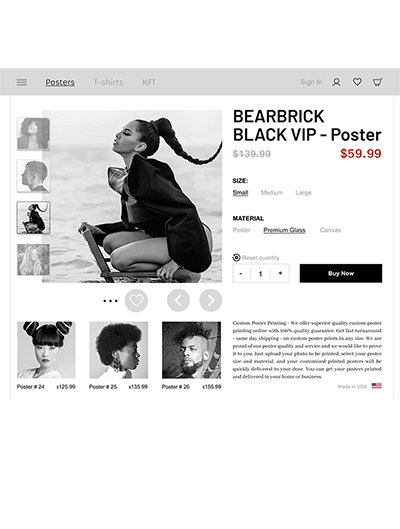 Posters T-shirts NFT Sign In
BEARBRICK
BLACK VIP - Poster
$139.99 $59.99
SIZE:
Small Medium Large
MATERIAL
Poster Premium Glass Canvas
Reset quantity
- 1 + Buy Now
Custom Poster Printing - We offer superior quality custom poster
printing online with 100% quality guarantee. Get fast turnaround
- same day shipping - on custom poster prints in any size. We are
proud of our poster quality and service and we would like to prove
it to you. Just upload your photo to be printed, select your poster
size and material, and your customized printed posters will be
quickly delivered to your door. You can get your posters printed
and delivered to your home or business.
Made in USA
Poster # 24 $125.99 Poster # 25 $135.99 Poster # 26 $155.99